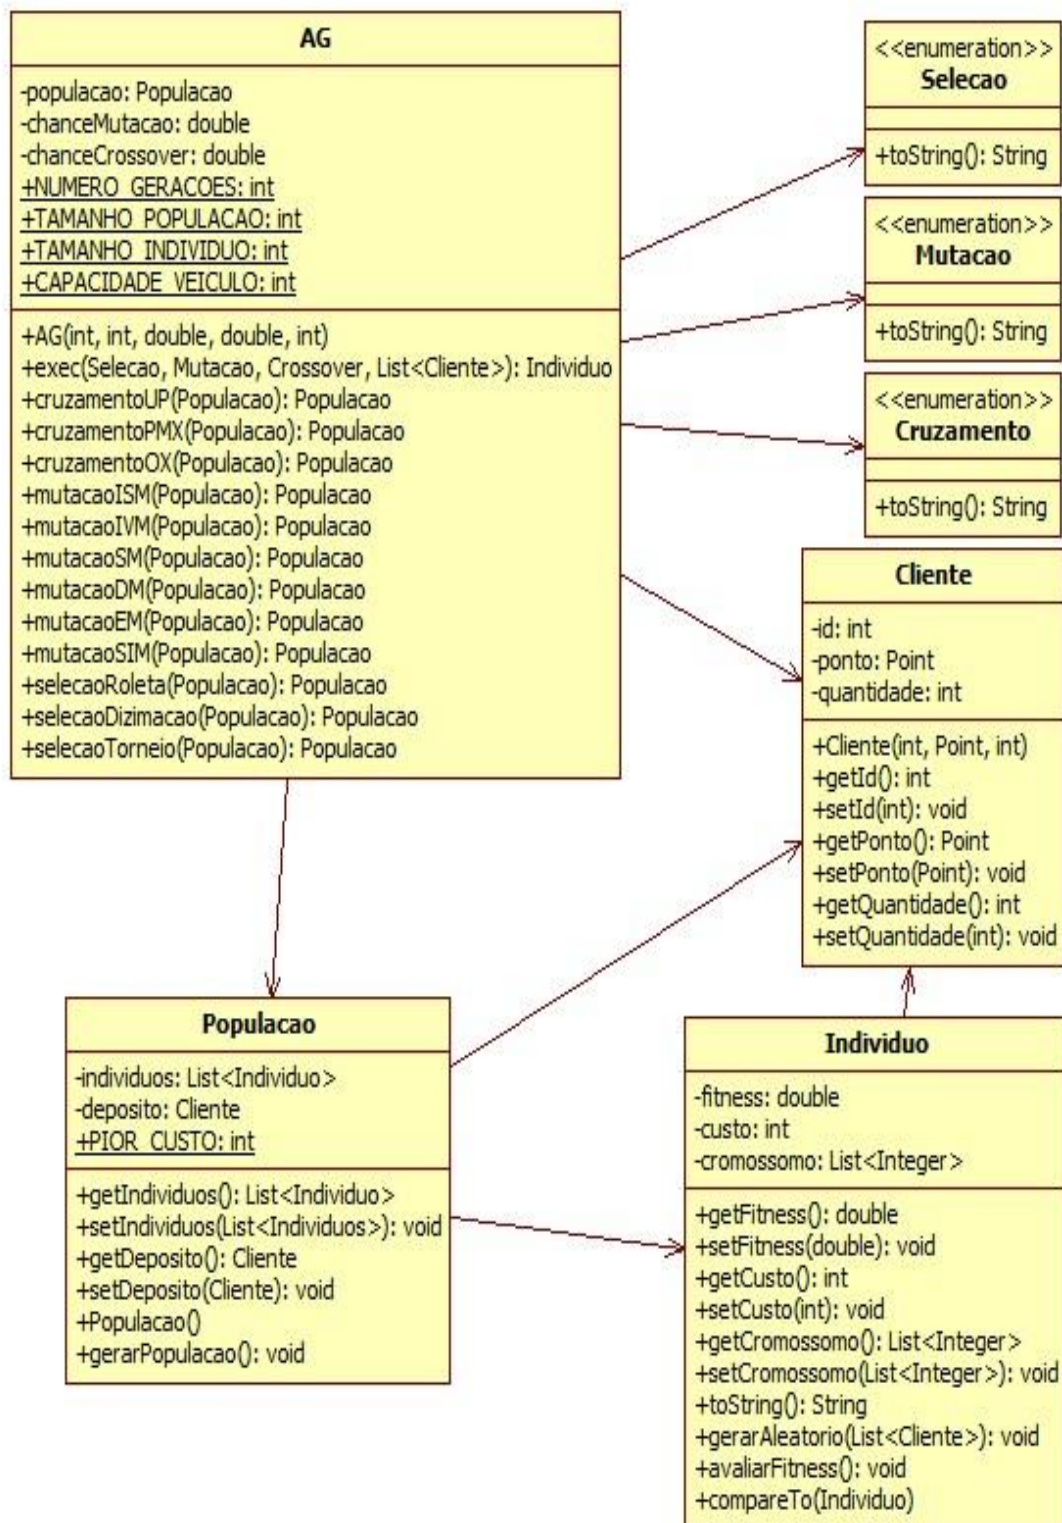 AG
-populacao: Populacao
-chanceMutacao: double
-chanceCrossover: double
+NUMERO_GERACOES: int
+TAMANHO_POPULACAO: int
+TAMANHO_INDIVIDUO: int
+CAPACIDADE_VEICULO: int
+AG(int, int, double, double, int)
+exec(Selecao, Mutacao, Crossover, List<Cliente>): Individuo
+cruzamentoUP(Populacao): Populacao
+cruzamentoPMX(Populacao): Populacao
+cruzamentoOX(Populacao): Populacao
+mutacaoISM(Populacao): Populacao
+mutacaoIVM(Populacao): Populacao
+mutacaoSM(Populacao): Populacao
+mutacaoDM(Populacao): Populacao
+mutacaoEM(Populacao): Populacao
+mutacaoSIM(Populacao): Populacao
+selecaoRoleta(Populacao): Populacao
+selecaoDizimacao(Populacao): Populacao
+selecaoTorneio(Populacao): Populacao
<<enumeration>>
Selecao
+toString(): String
<<enumeration>>
Mutacao
+toString(): String
<<enumeration>>
Cruzamento
+toString(): String
Cliente
-id: int
-ponto: Point
-quantidade: int
+Cliente(int, Point, int)
+getId(): int
+setId(int): void
+getPonto(): Point
+setPonto(Point): void
+getQuantidade(): int
+setQuantidade(int): void
Populacao
-individuos: List<Individuo>
-deposito: Cliente
+PIOR_CUSTO: int
+getIndividuos(): List<Individuo>
+setIndividuos(List<Individuos>): void
+getDeposito(): Cliente
+setDeposito(Cliente): void
+Populacao()
+gerarPopulacao(): void
Individuo
-fitness: double
-custo: int
-cromossomo: List<Integer>
+getFitness(): double
+setFitness(double): void
+getCusto(): int
+setCusto(int): void
+getCromossomo(): List<Integer>
+setCromossomo(List<Integer>): void
+toString(): String
+gerarAleatorio(List<Cliente>): void
+avaliarFitness(): void
+compareTo(Individuo)